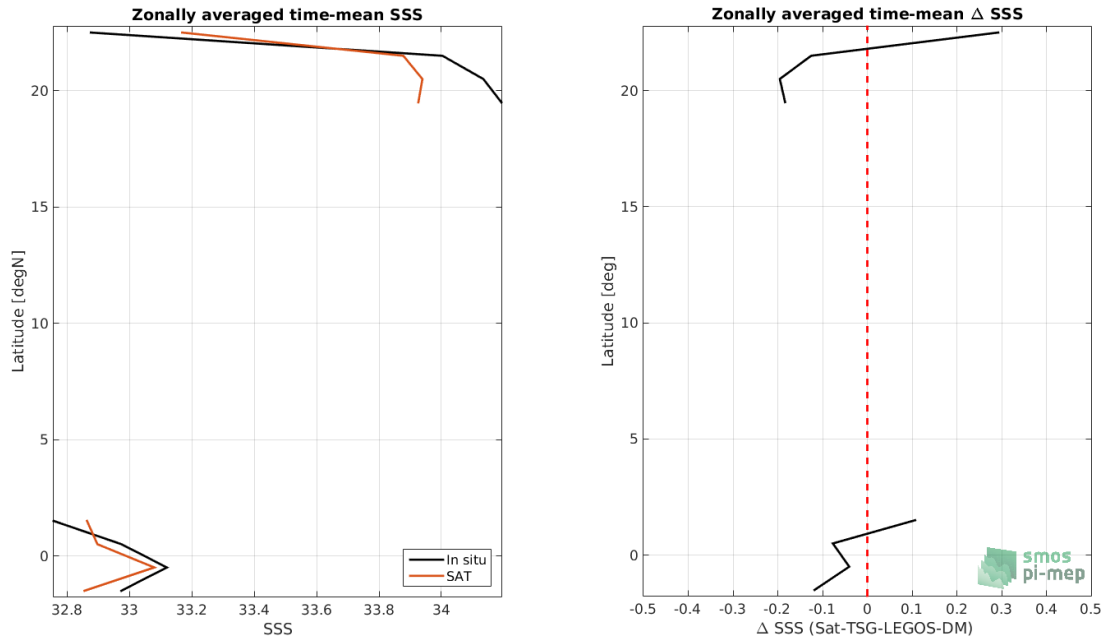 Zonally averaged time-mean SSS
20
15
10
5
0
Latitude [degN]
32.8 33 33.2 33.4 33.6 33.8 34
SSS
In situ
SAT
Zonally averaged time-mean Δ SSS
20
15
10
5
0
Latitude [deg]
-0.5 -0.4 -0.3 -0.2 -0.1 0 0.1 0.2 0.3 0.4 0.5
Δ SSS (Sat-TSG-LEGOS-DM)
smos
pi-mep